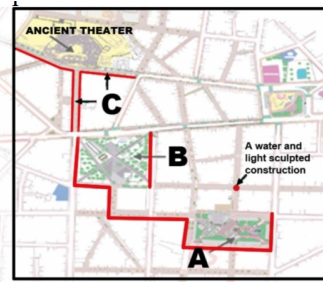 ANCIENT THEATER
C
B
A water and
light sculpted
construction
A